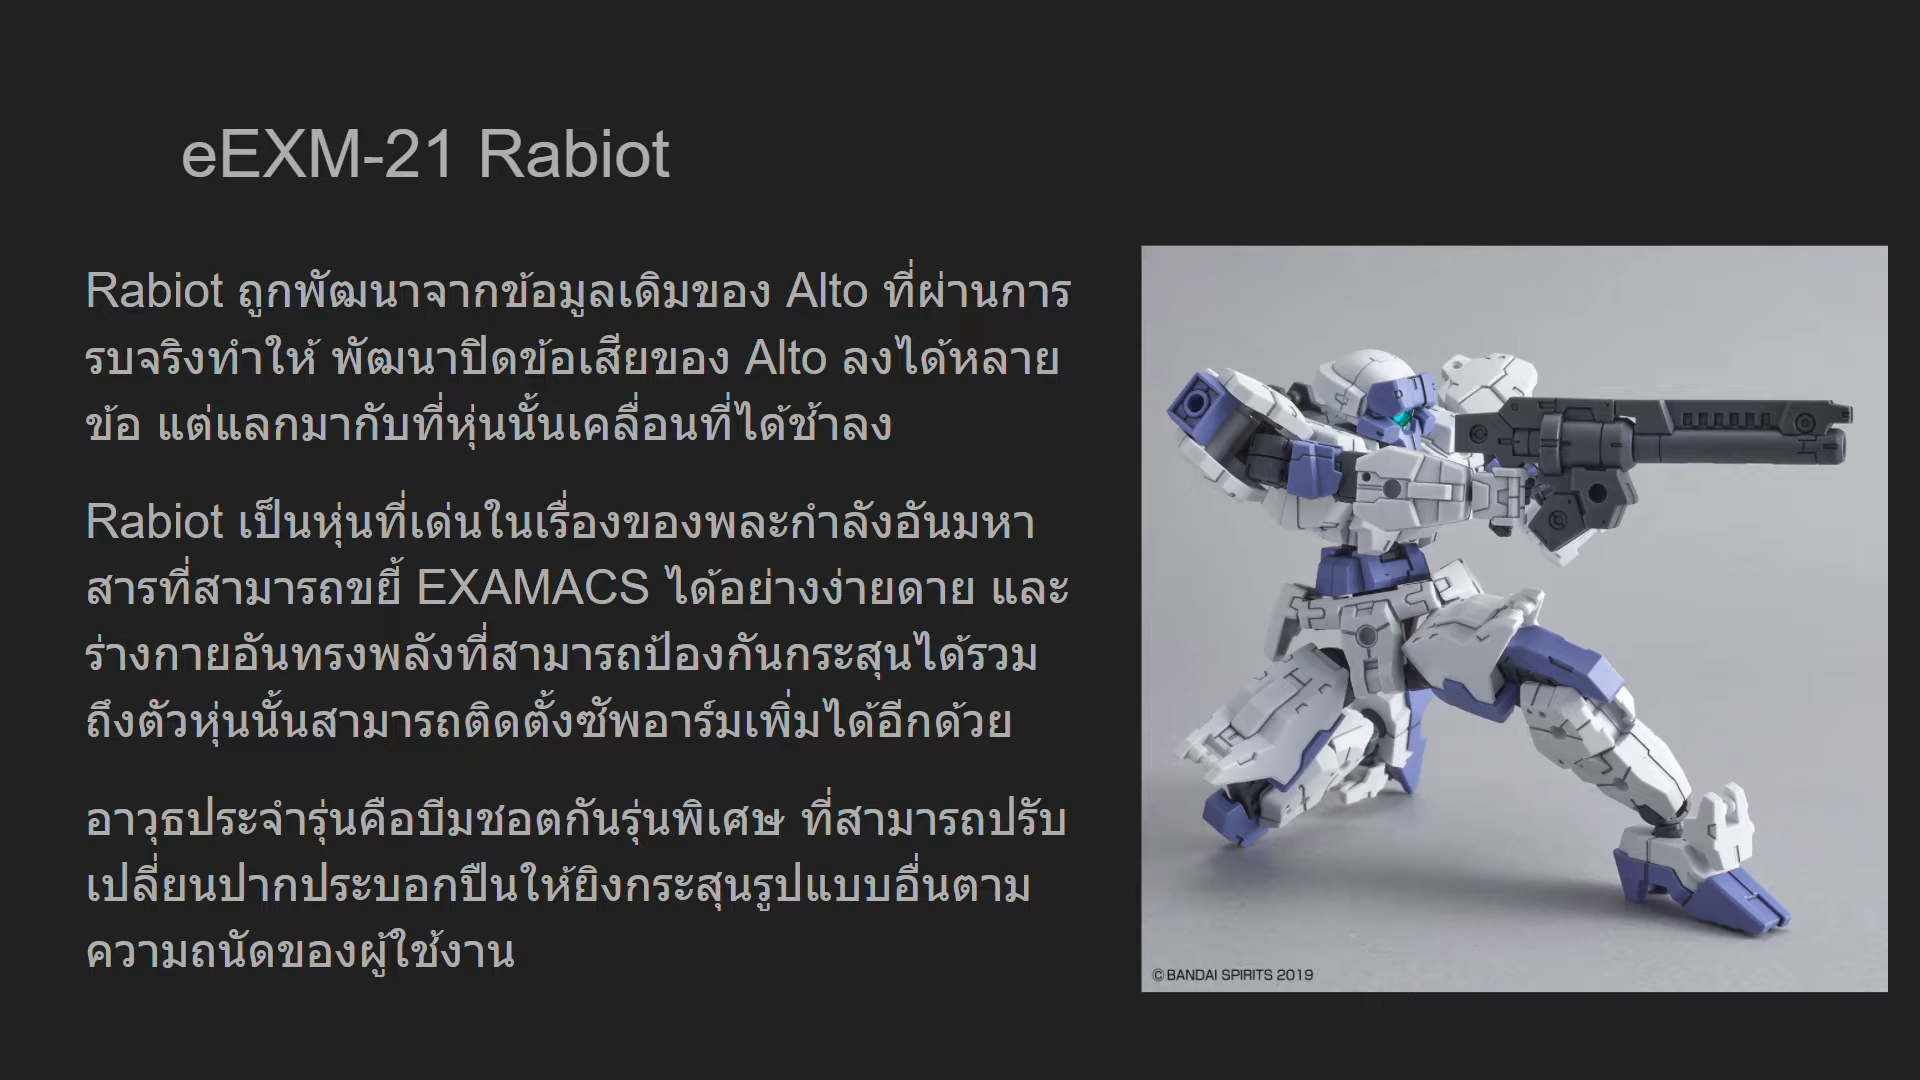 eEXM-21 Rabiot
Rabiot ถูกพัฒนาจากข้อมูลเดิมของ Alto ที่ผ่านการ
รบจริงทำให้ พัฒนาปิดข้อเสียของ Alto ลงได้หลาย
ข้อ แต่แลกมากับที่หุ่นนั้นเคลื่อนที่ได้ช้าลง
Rabiot เป็นหุ่นที่เด่นในเรื่องของพละกำลังอันมหา
สารที่สามารถขยี้ EXAMACS ได้อย่างง่ายดาย และ
ร่างกายอันทรงพลังที่สามารถป้องกันกระสุนได้รวม
ถึงตัวหุ่นนั้นสามารถติดตั้งซัพอาร์มเพิ่มได้อีกด้วย
อาวุธประจำรุ่นคือบีมชอตกันรุ่นพิเศษ ที่สามารถปรับ
เปลี่ยนปากประบอกปืนให้ยิงกระสุนรูปแบบอื่นตาม
ความถนัดของผู้ใช้งาน
©BANDAI SPIRITS 2019